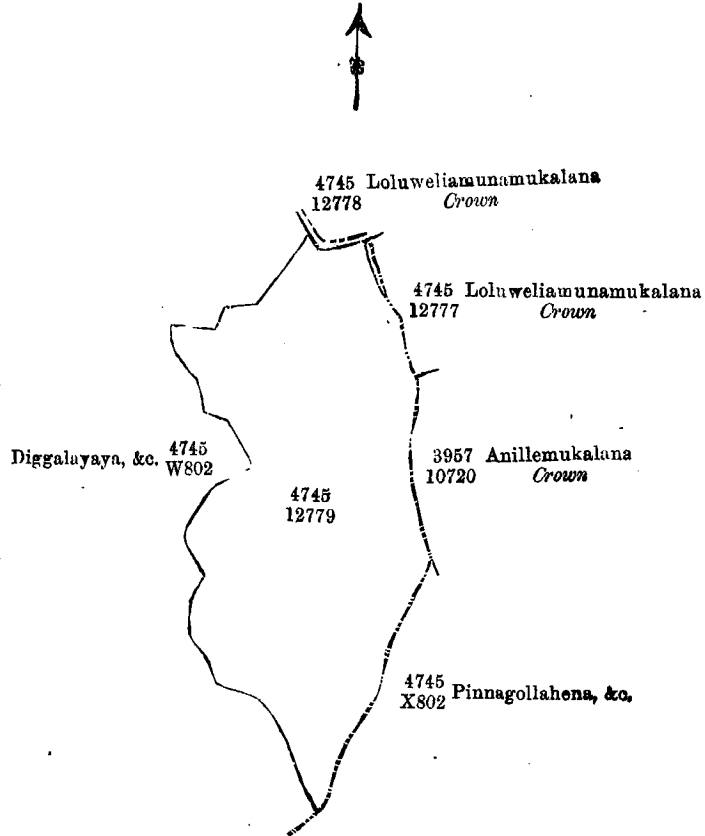 4745 Loluweliamunamukalana
12778 Crown
4745 Loluweliamunamukalana
12777 Crown
Diggalayaya, &c. 4745
W802
3957 Anillemukalana
10720 Crown
4745
12779
4745
X802 Pinnagollahena, &c.